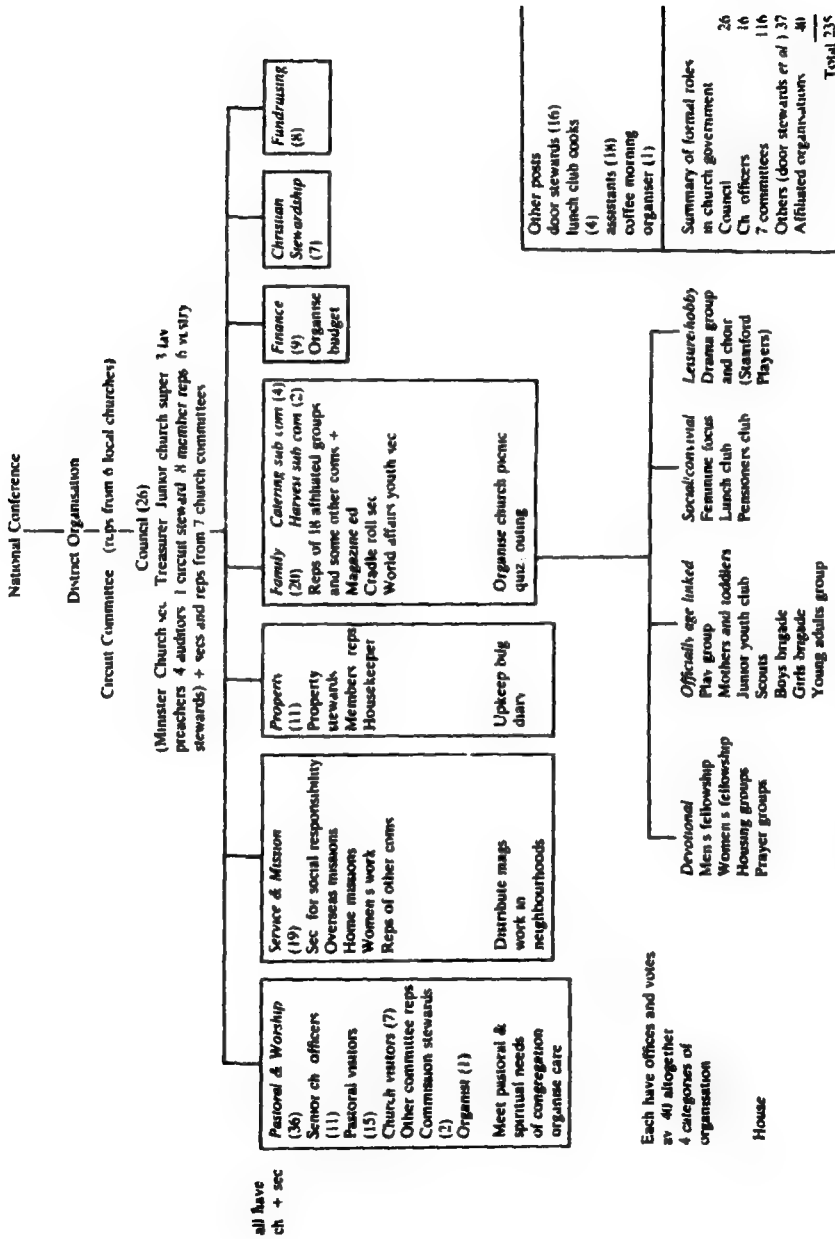 National Conference
District Organisation
Circuit Committee (reps from 6 local churches)
Council (26)
(Minister Church sec Treasurer Junior church super 3 lay
preachers 4 auditors 1 circuit steward 8 member reps 6 vestry
stewards) + secs and reps from 7 church committees
all have
ch + sec
Pastoral & Worship
(36)
Senior ch officers
(11)
Pastoral visitors
(15)
Church visitors (7)
Other committee reps
Commission stewards
(2)
Organist (1)
Meet pastoral &
spiritual needs
of congregation
organise care
Service & Mission
(19)
Sec for social responsibility
Overseas missions
Home missions
Women s work
Reps of other coms
Distribute mags
work in
neighbourhoods
Property
(11)
Property
stewards
Members reps
Housekeeper
Upkeep bldg
diary
Family Catering sub com (4)
(20) Harvest sub com (2)
Reps of 18 affiliated groups
and some other coms +
Magazine ed
Cradle roll sec
World affairs youth sec
Organise church picnic
quiz, outing
Finance
(9)
Organise
budget
Christian
Stewardship
(7)
Fundraising
(8)
Each have offices and votes
av 40 altogether
4 categories of
organisation
House
Devotional
Men s fellowship
Women s fellowship
Housing groups
Prayer groups
Officially age linked
Play group
Mothers and toddlers
Junior youth club
Scouts
Boys brigade
Girls brigade
Young adults group
Social/convivial
Feminine focus
Lunch club
Pensioners club
Leisure/hobby
Drama group
and choir
(Stamford
Players)
Other posts
door stewards (16)
lunch club cooks
(4)
assistants (18)
coffee morning
organiser (1)
Summary of formal roles
in church government
Council 26
Ch officers 16
7 committees 116
Others (door stewards et al ) 37
Affiliated organisations 40
Total 235